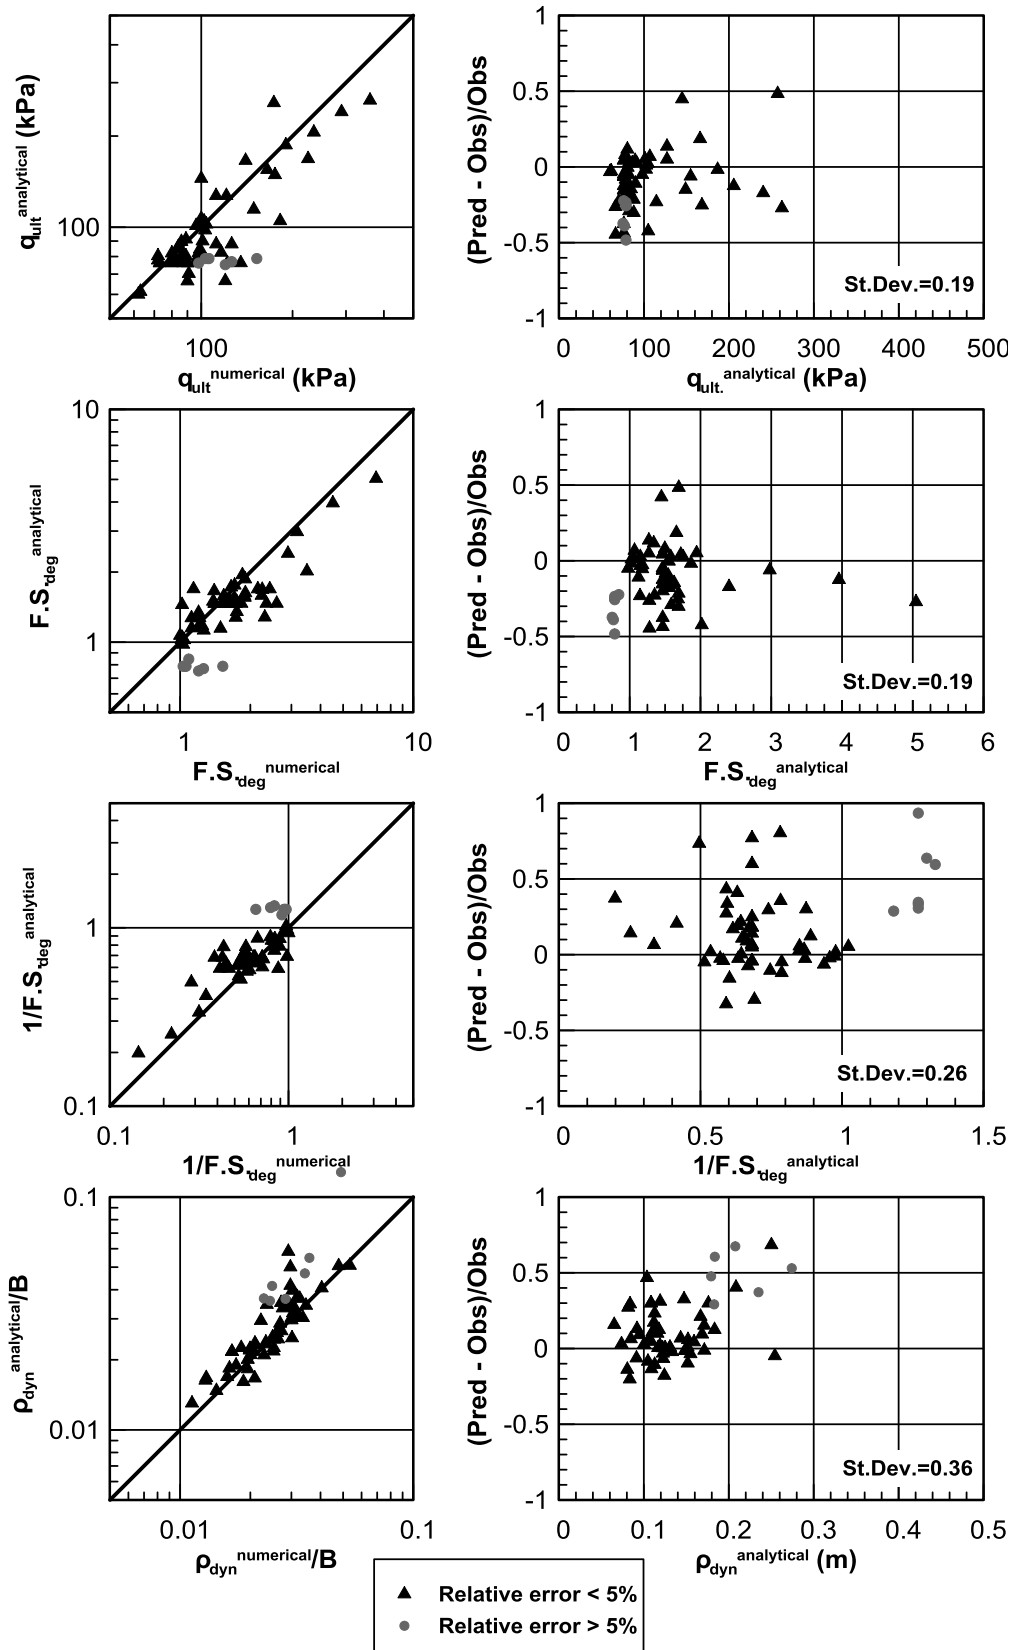 q_ult^analytical (kPa)
100
100
q_ult^numerical (kPa)
(Pred - Obs)/Obs
1
0.5
0
-0.5
-1
St.Dev.=0.19
0 100 200 300 400 500
q_ult.^analytical (kPa)
F.S._deg^analytical
10
1
1 10
F.S._deg^numerical
(Pred - Obs)/Obs
1
0.5
0
-0.5
-1
St.Dev.=0.19
0 1 2 3 4 5 6
F.S._deg^analytical
1/F.S._deg^analytical
1
0.1
0.1 1
1/F.S._deg^numerical
(Pred - Obs)/Obs
1
0.5
0
-0.5
-1
St.Dev.=0.26
0 0.5 1 1.5
1/F.S._deg^analytical
ρ_dyn^analytical/B
0.1
0.01
0.01 0.1
ρ_dyn^numerical/B
(Pred - Obs)/Obs
1
0.5
0
-0.5
-1
St.Dev.=0.36
0 0.1 0.2 0.3 0.4 0.5
ρ_dyn^analytical (m)
Relative error < 5%
Relative error > 5%